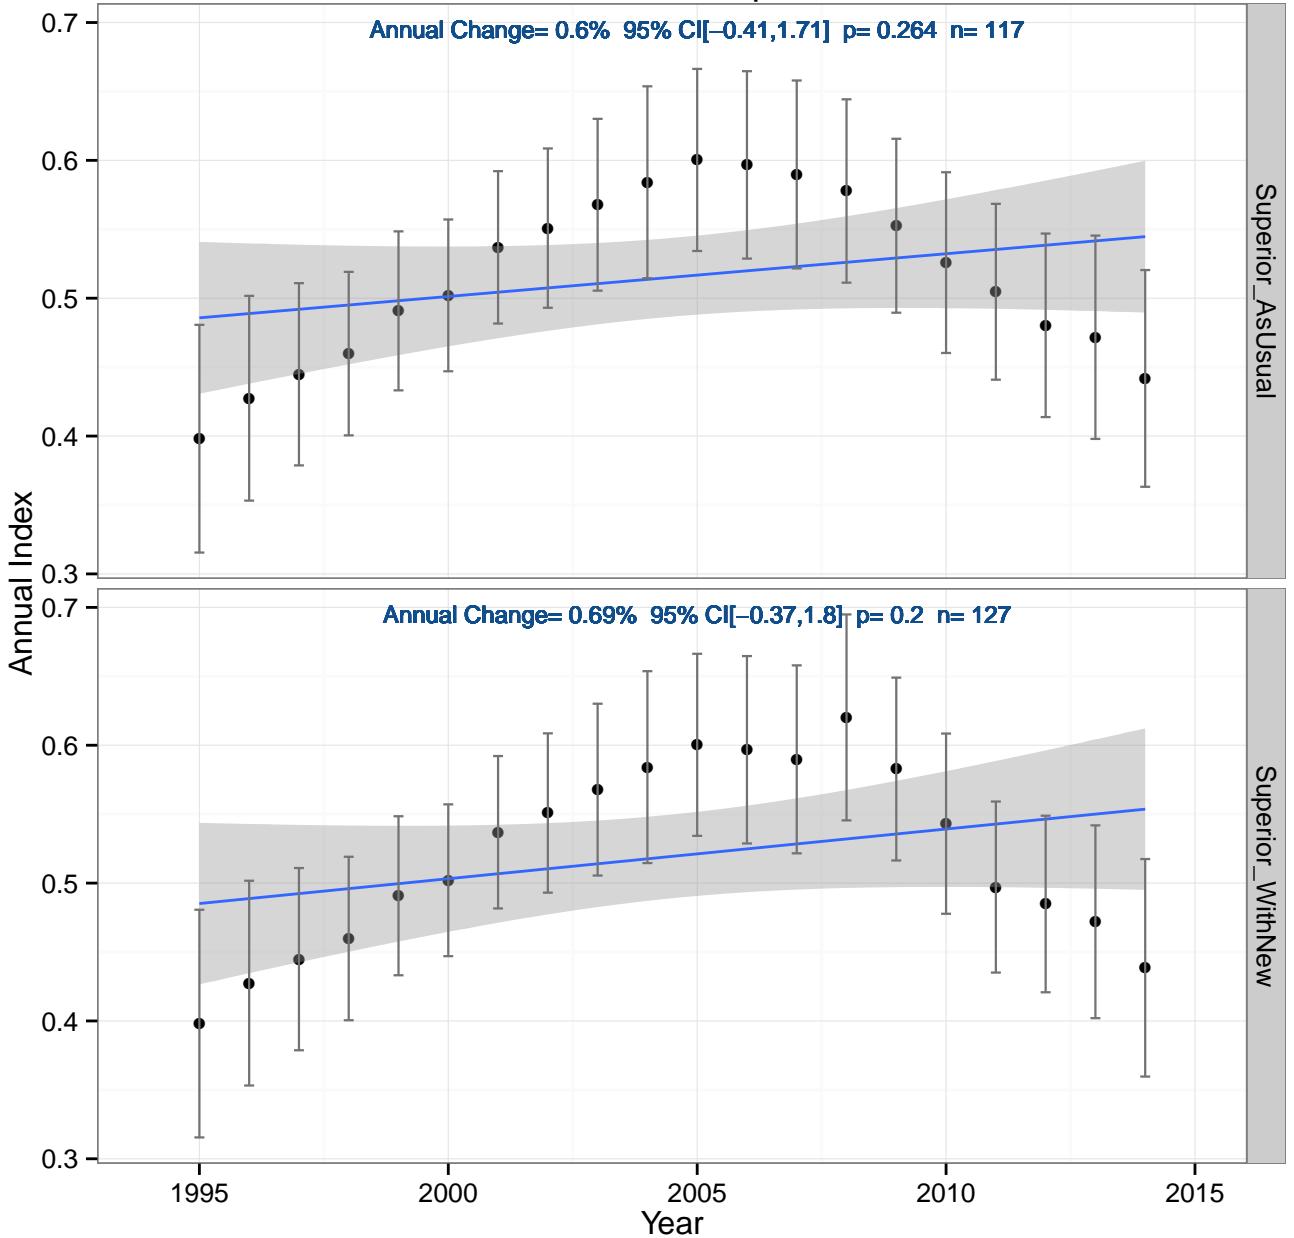 Annual Change= 0.6%  95% CI[−0.41,1.71]  p= 0.264  n= 117
0.7
0.6
0.5
0.4
0.3
Superior_AsUsual
Annual Index
Annual Change= 0.69%  95% CI[−0.37,1.8]  p= 0.2  n= 127
0.7
0.6
0.5
0.4
0.3
Superior_WithNew
1995 2000 2005 2010 2015
Year